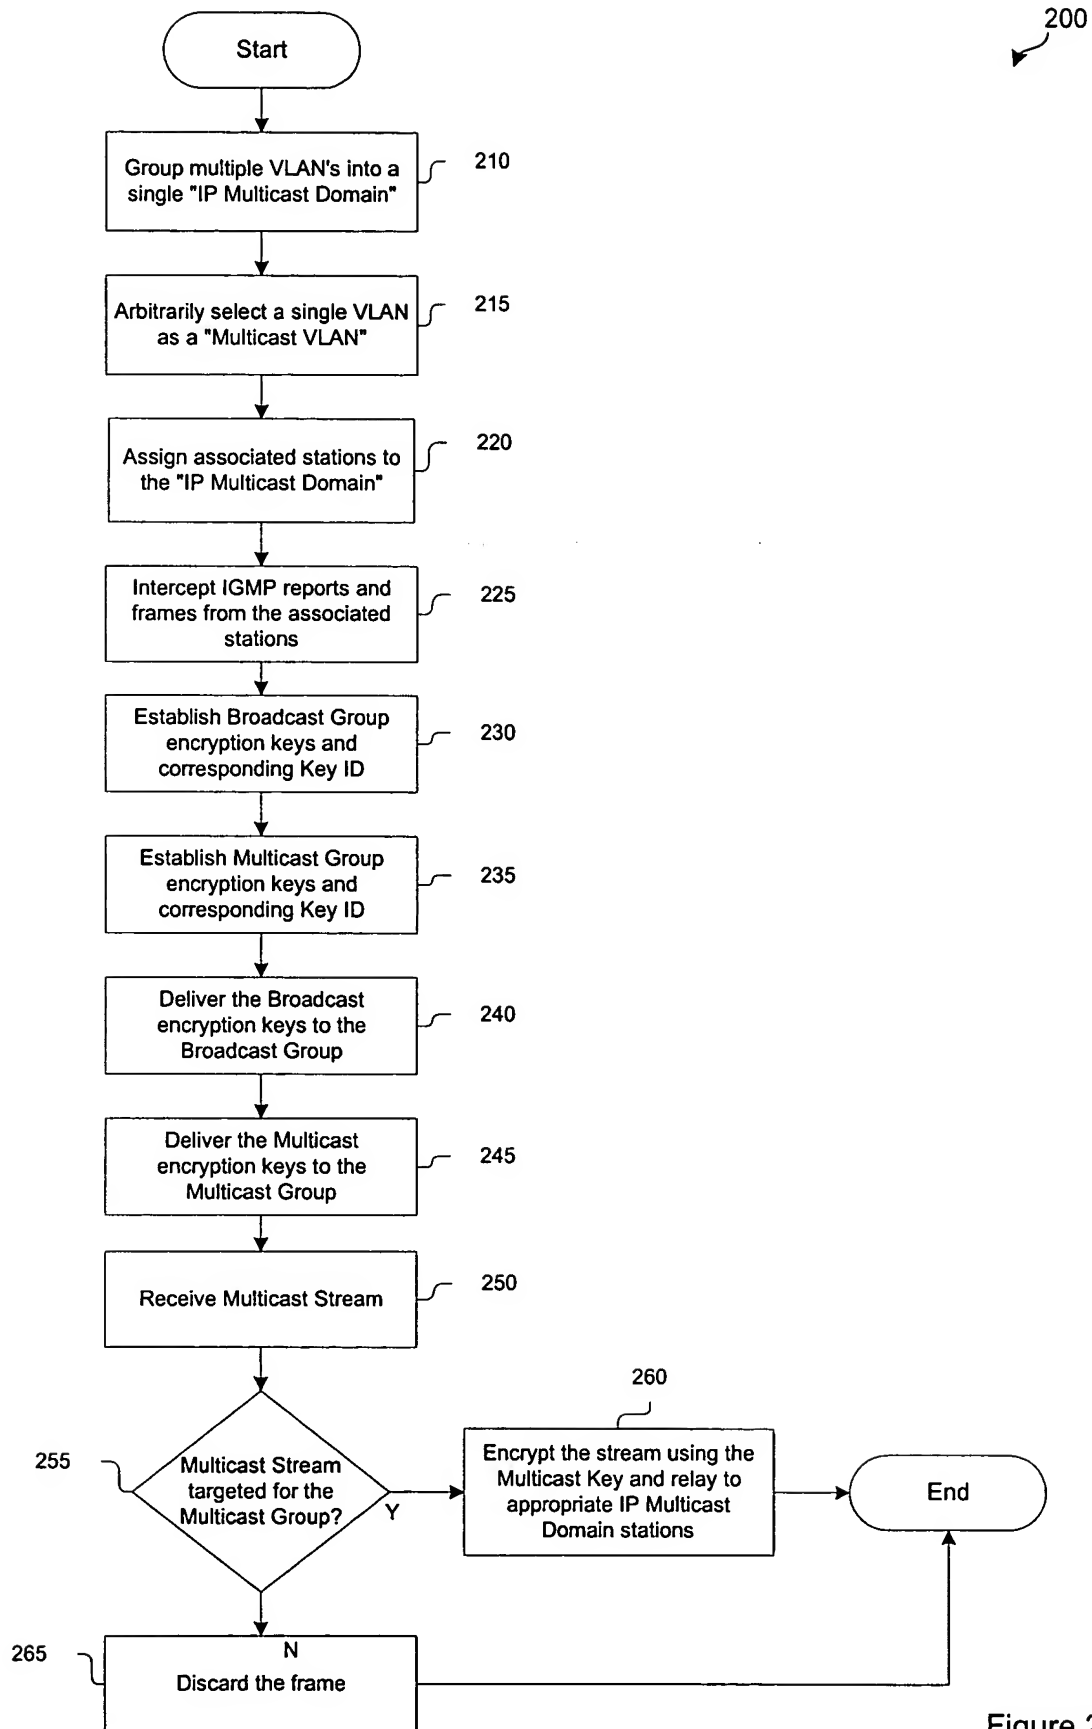 200
Start
Group multiple VLAN's into a
single "IP Multicast Domain"
210
Arbitrarily select a single VLAN
as a "Multicast VLAN"
215
Assign associated stations to
the "IP Multicast Domain"
220
Intercept IGMP reports and
frames from the associated
stations
225
Establish Broadcast Group
encryption keys and
corresponding Key ID
230
Establish Multicast Group
encryption keys and
corresponding Key ID
235
Deliver the Broadcast
encryption keys to the
Broadcast Group
240
Deliver the Multicast
encryption keys to the
Multicast Group
245
Receive Multicast Stream
250
255
Multicast Stream
targeted for the
Multicast Group?
Y
260
Encrypt the stream using the
Multicast Key and relay to
appropriate IP Multicast
Domain stations
End
265
N
Discard the frame
Figure